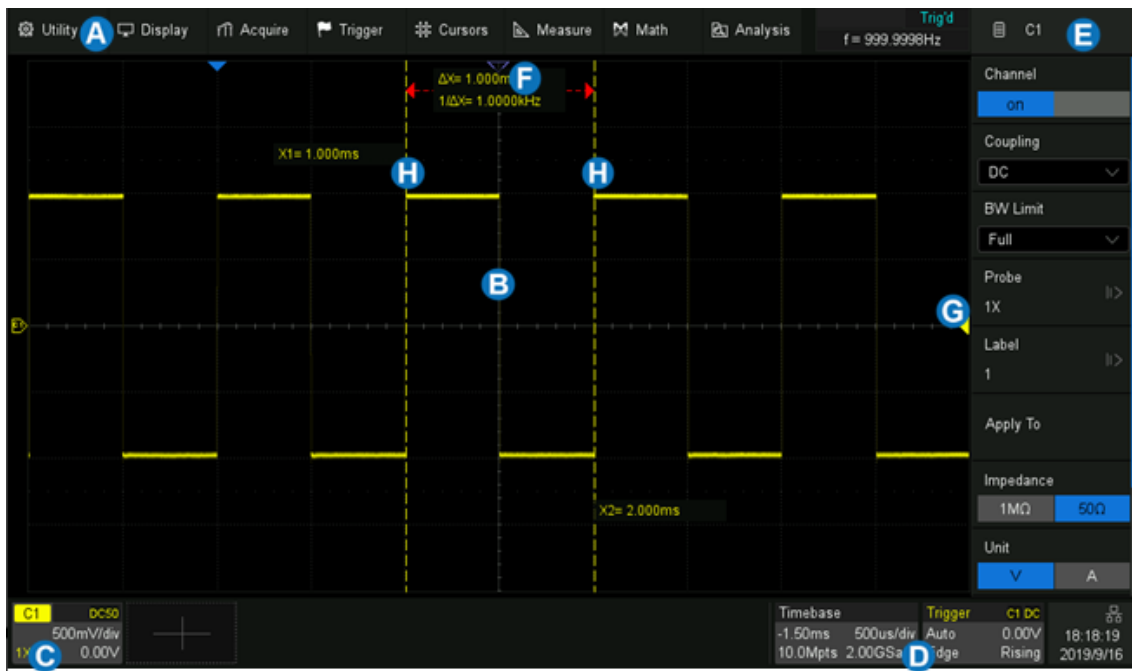 Utility A Display Acquire Trigger Cursors Measure Math Analysis
Trig'd
f = 999.9998Hz
C1 E
ΔX= 1.000m F
1/ΔX= 1.0000kHz
X1= 1.000ms
H H
B
G
X2= 2.000ms
Channel
on
Coupling
DC
BW Limit
Full
Probe
1X
Label
1
Apply To
Impedance
1MΩ 50Ω
Unit
V A
C1 DC50
500mV/div
1X C 0.00V
Timebase
-1.50ms 500us/div
10.0Mpts 2.00GSa D
Trigger C1 DC
Auto 0.00V
Rising
18:18:19
2019/9/16